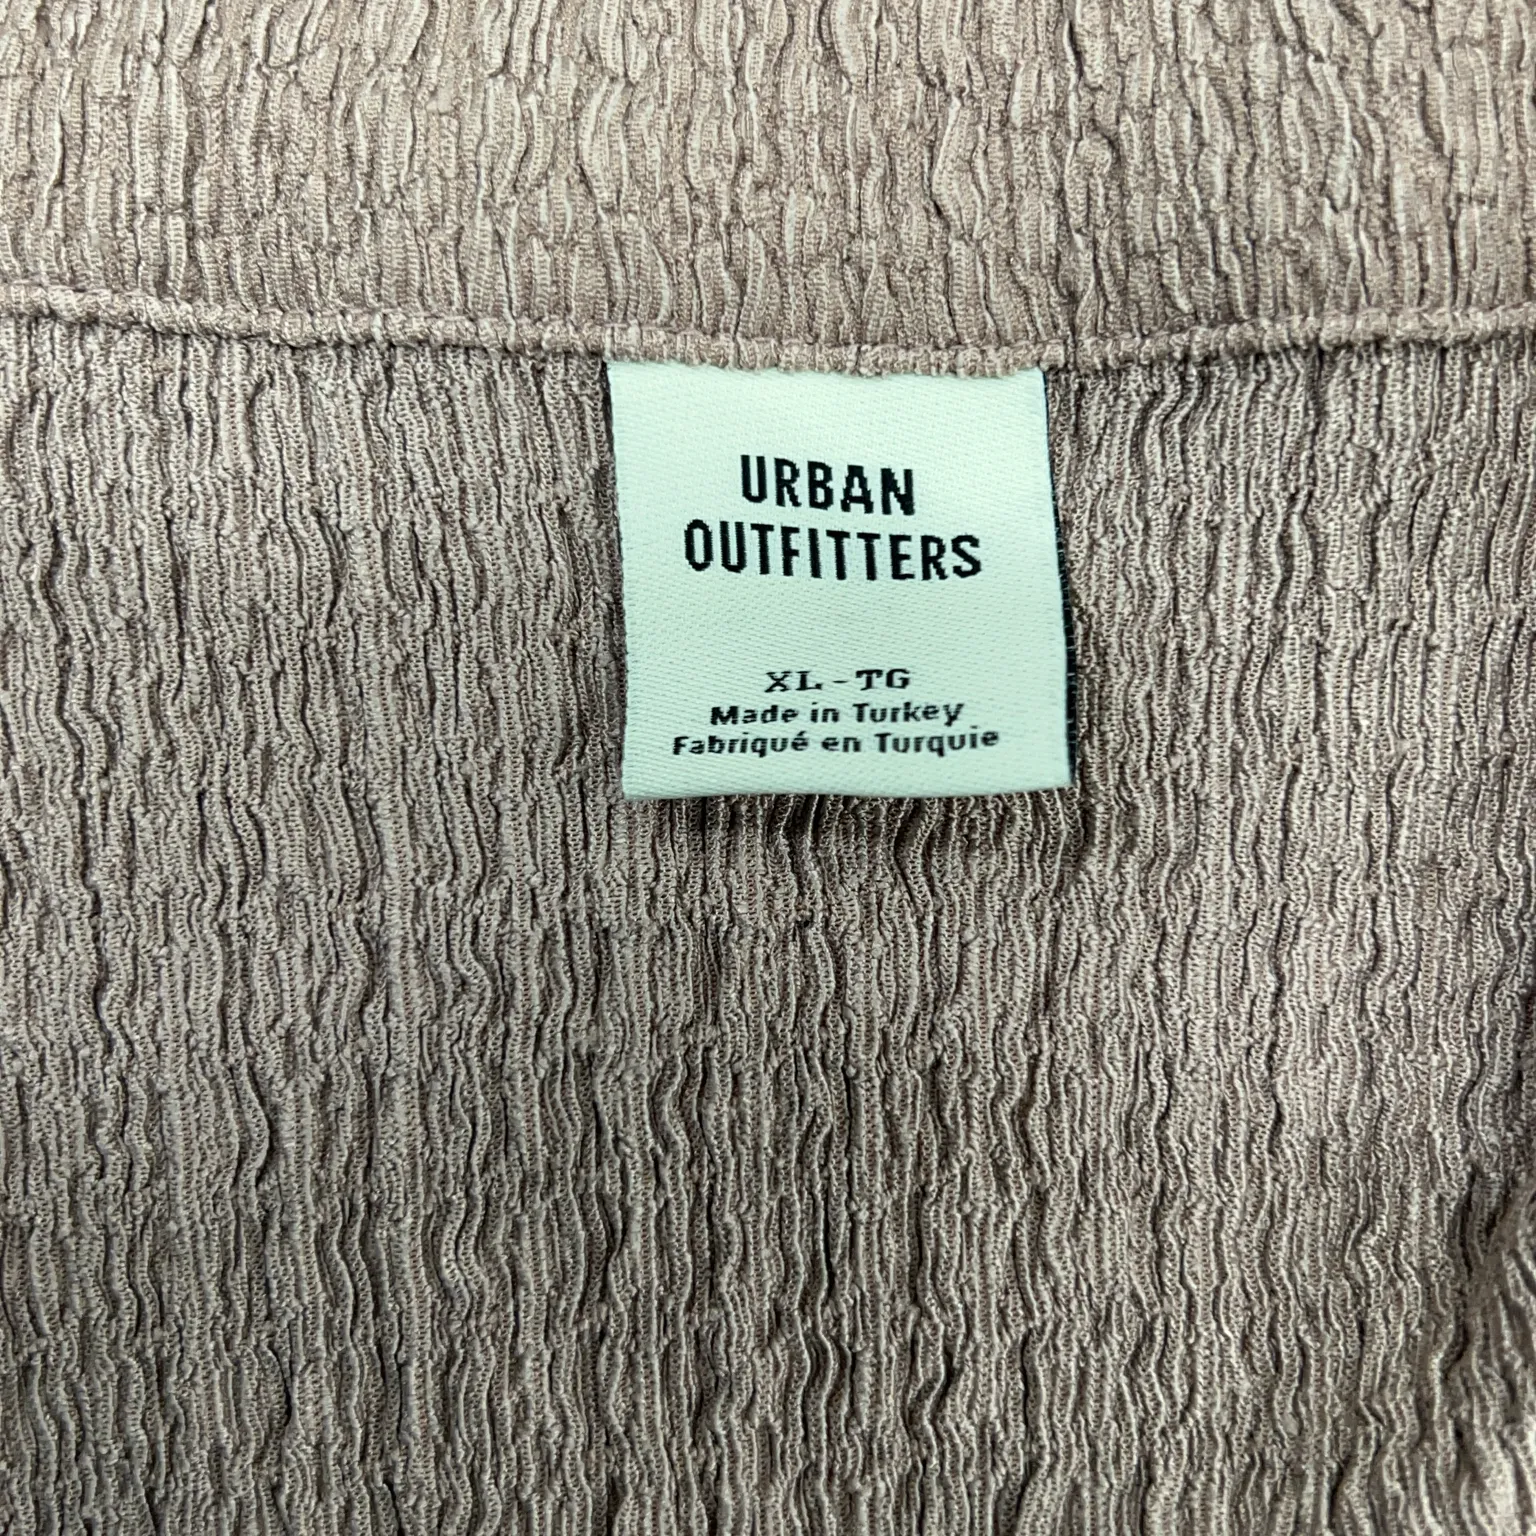 URBAN
OUTFITTERS
XL - TG
Made in Turkey
Fabriqué en Turquie